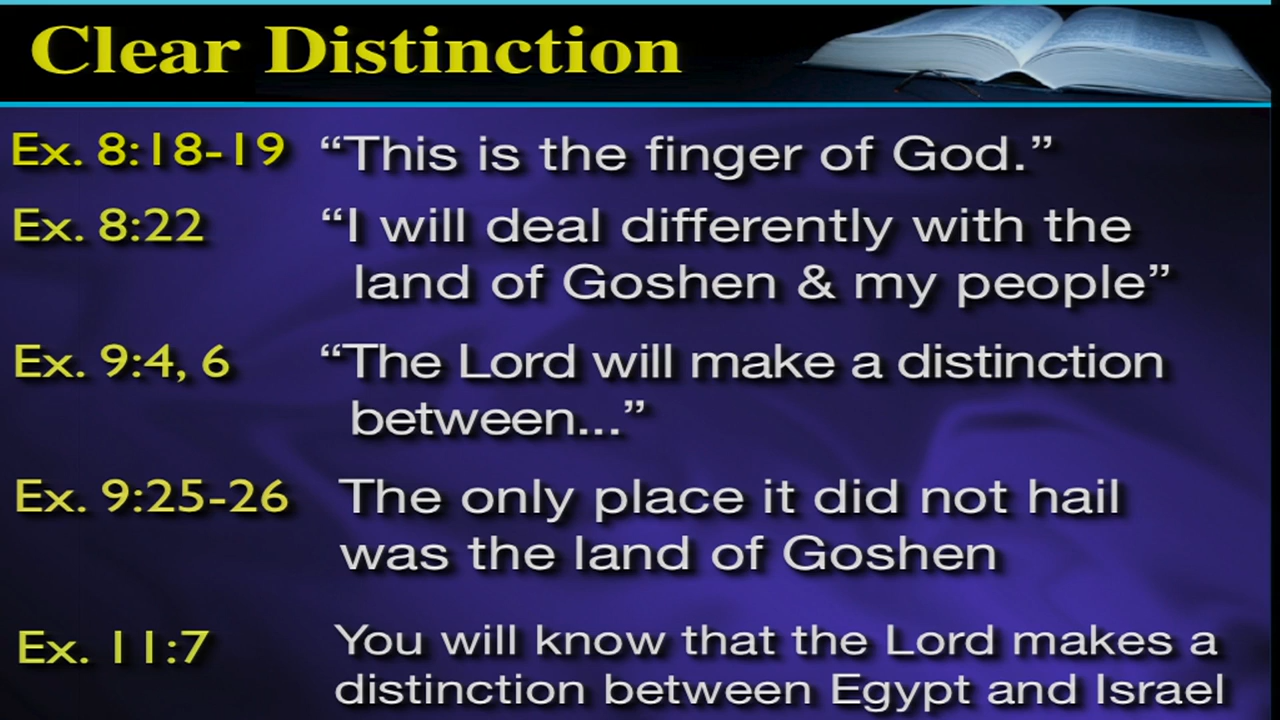 Clear Distinction
Ex. 8:18-19 “This is the finger of God.”
Ex. 8:22 “I will deal differently with the
land of Goshen & my people”
Ex. 9:4, 6 “The Lord will make a distinction
between...”
Ex. 9:25-26 The only place it did not hail
was the land of Goshen
Ex. 11:7 You will know that the Lord makes a
distinction between Egypt and Israel